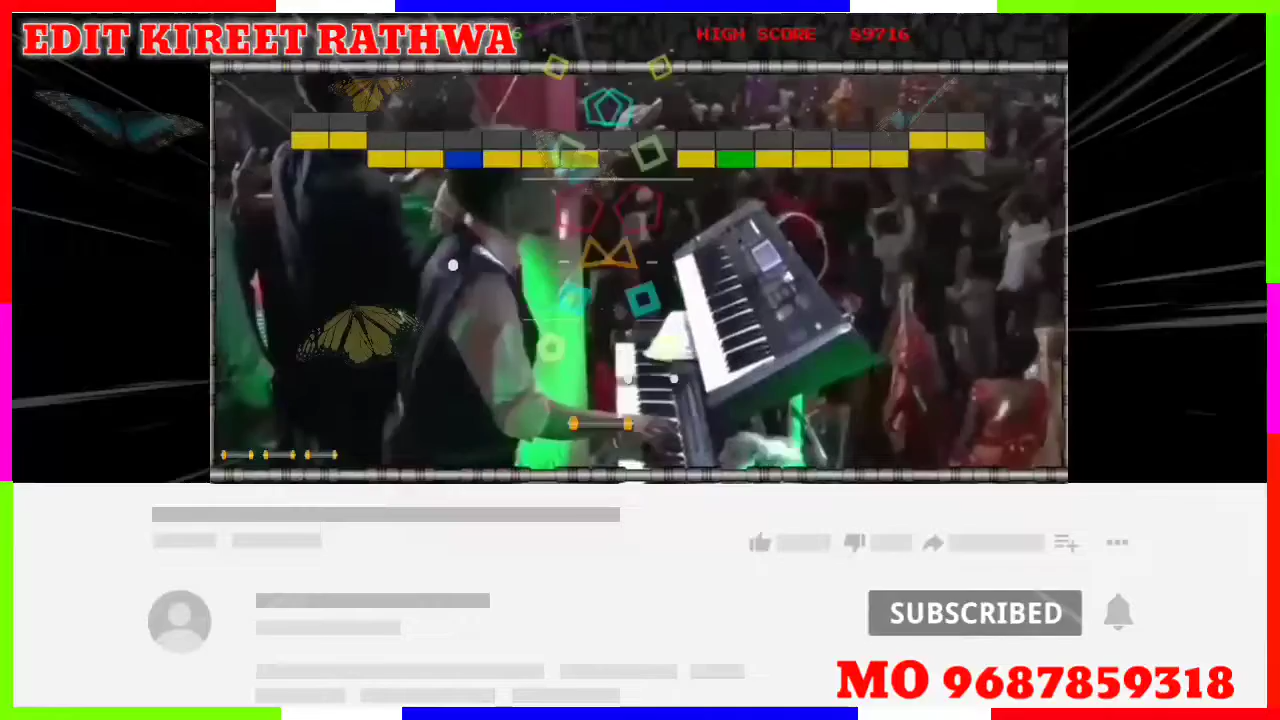 EDIT KIREET RATHWA
HIGH SCORE 89716
SUBSCRIBED
MO 9687859318